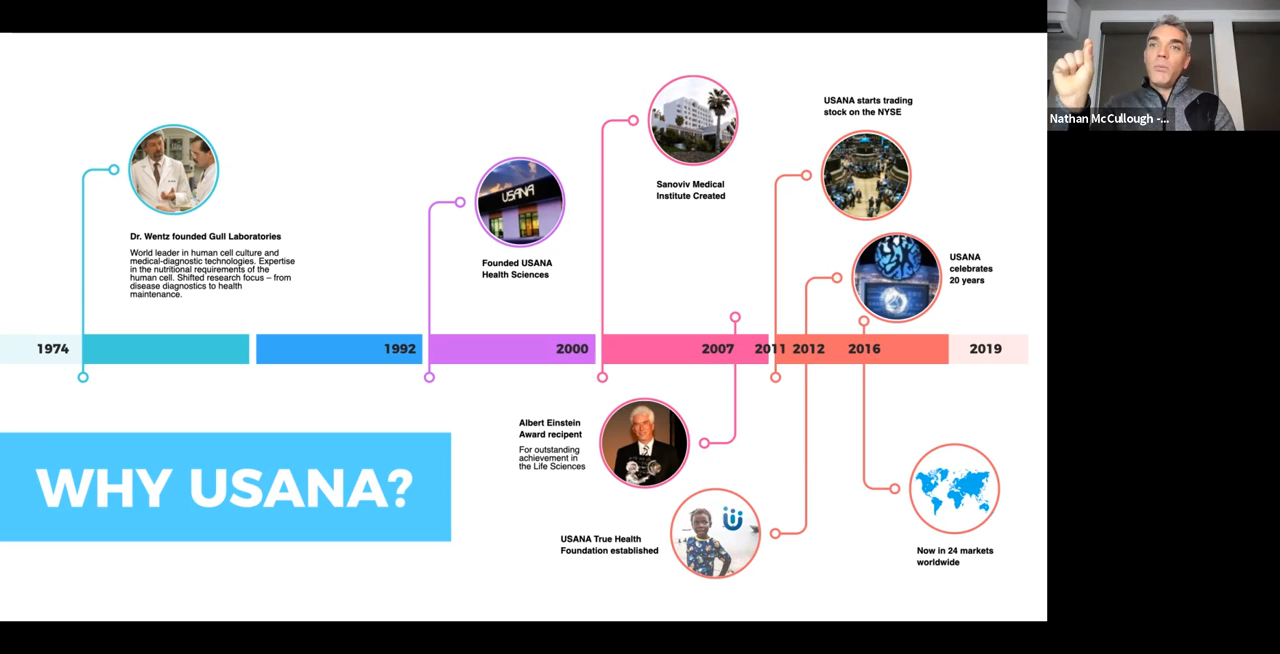 Nathan McCullough -...
USANA starts trading
stock on the NYSE
Sanoviv Medical
Institute Created
USANA
Dr. Wentz founded Gull Laboratories
World leader in human cell culture and
medical-diagnostic technologies. Expertise
in the nutritional requirements of the
human cell. Shifted research focus – from
disease diagnostics to health
maintenance.
Founded USANA
Health Sciences
USANA
celebrates
20 years
1974
1992
2000
2007
2011
2012
2016
2019
Albert Einstein
Award recipent
For outstanding
achievement in
the Life Sciences
WHY USANA?
USANA True Health
Foundation established
Now in 24 markets
worldwide